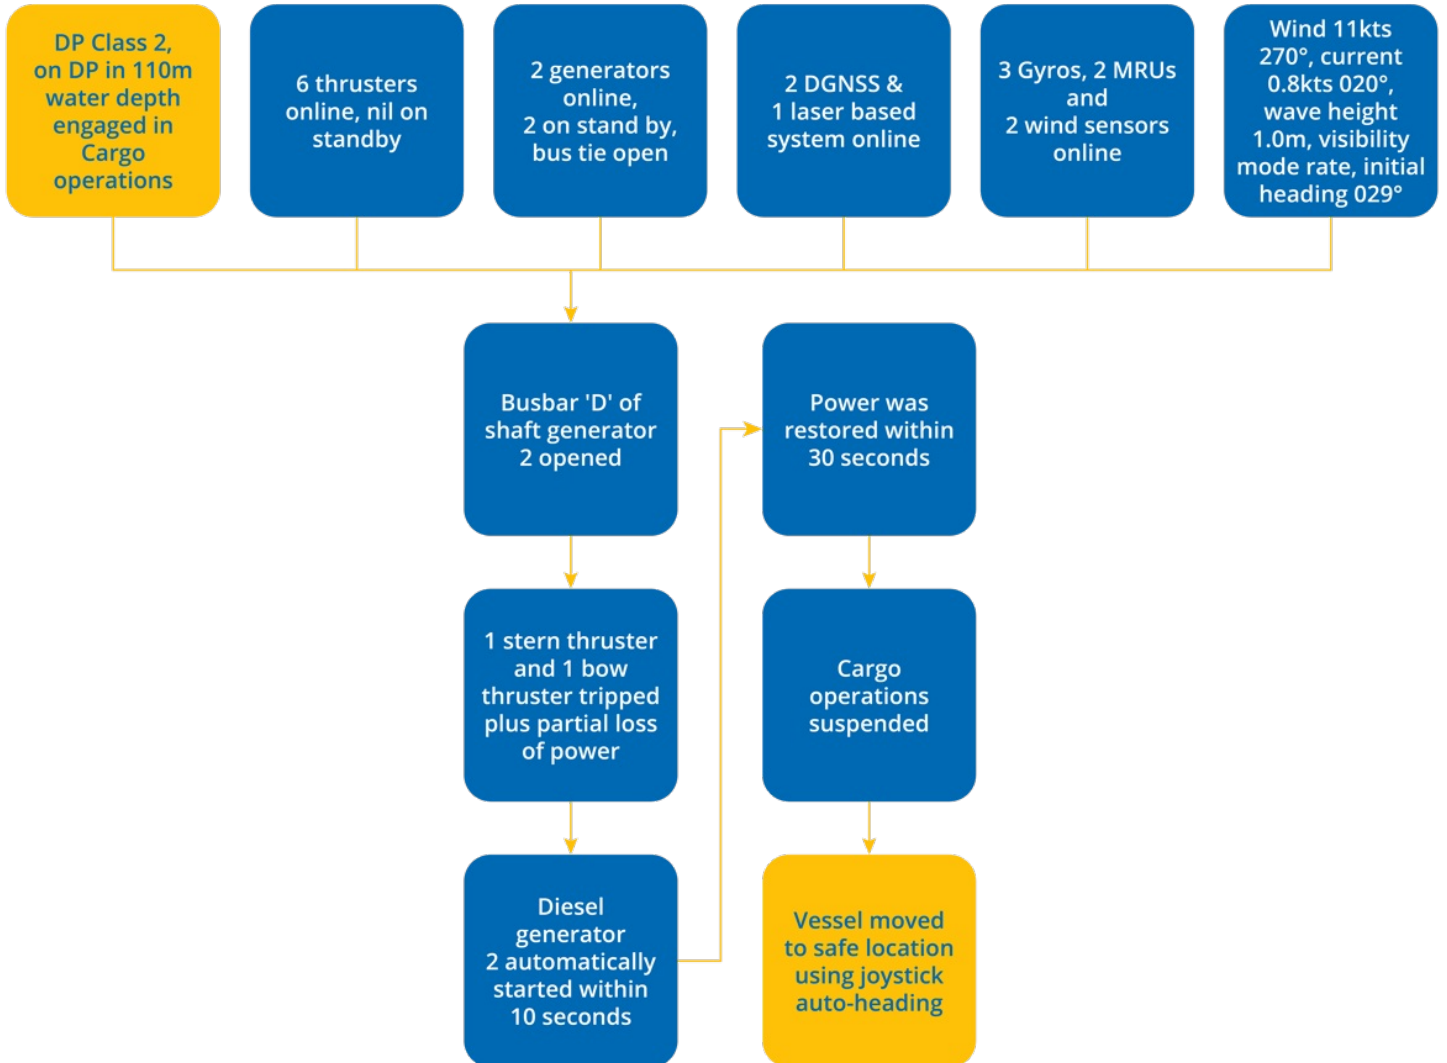 DP Class 2,
on DP in 110m
water depth
engaged in
Cargo
operations
6 thrusters
online, nil on
standby
2 generators
online,
2 on stand by,
bus tie open
2 DGNSS &
1 laser based
system online
3 Gyros, 2 MRUs
and
2 wind sensors
online
Wind 11kts
270°, current
0.8kts 020°,
wave height
1.0m, visibility
mode rate, initial
heading 029°
Busbar 'D' of
shaft generator
2 opened
1 stern thruster
and 1 bow
thruster tripped
plus partial loss
of power
Diesel
generator
2 automatically
started within
10 seconds
Power was
restored within
30 seconds
Cargo
operations
suspended
Vessel moved
to safe location
using joystick
auto-heading